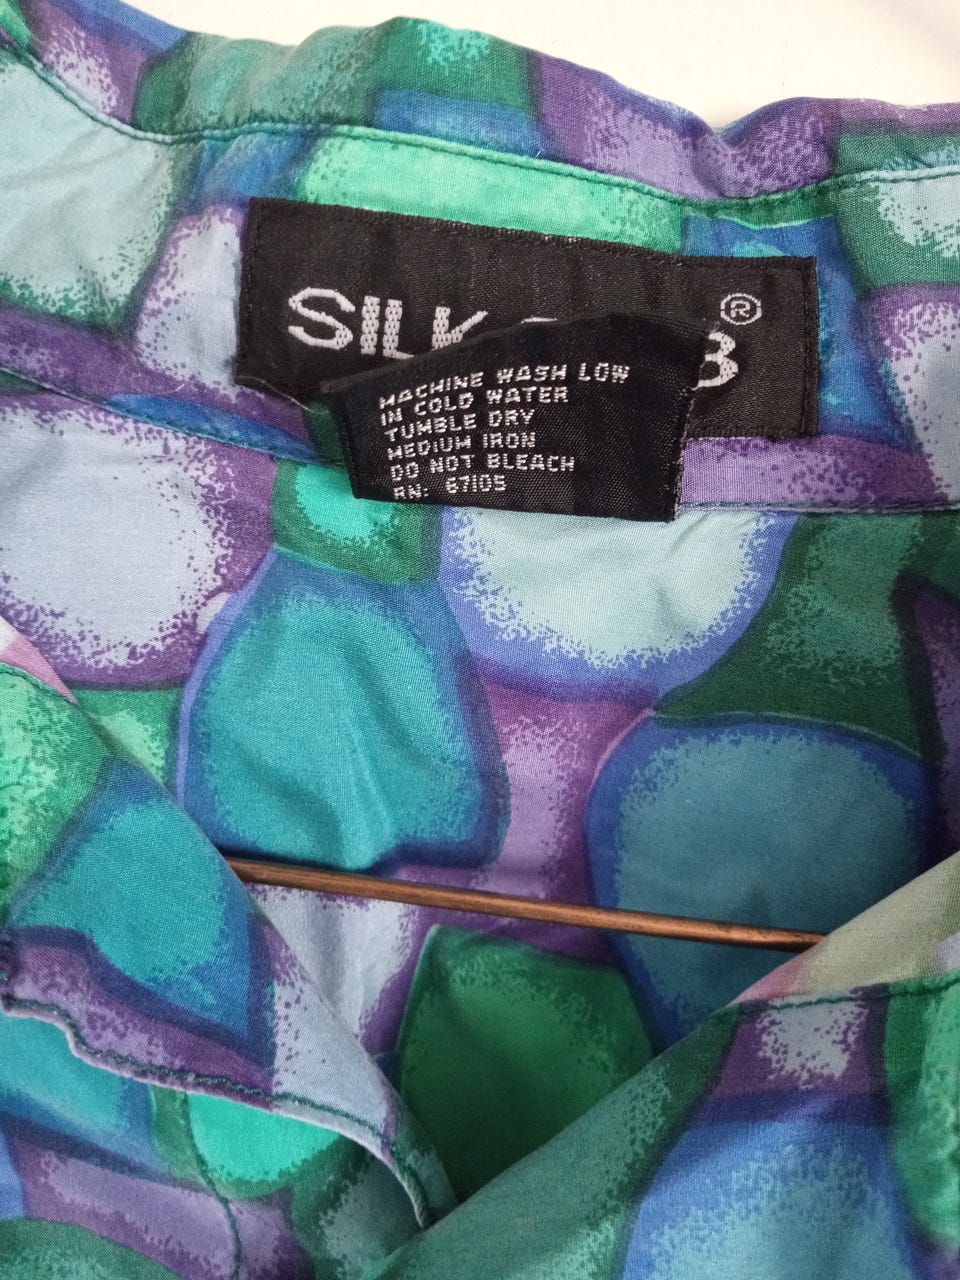 SILK
®
MACHINE WASH LOW
IN COLD WATER
TUMBLE DRY
MEDIUM IRON
DO NOT BLEACH
RN: 67105